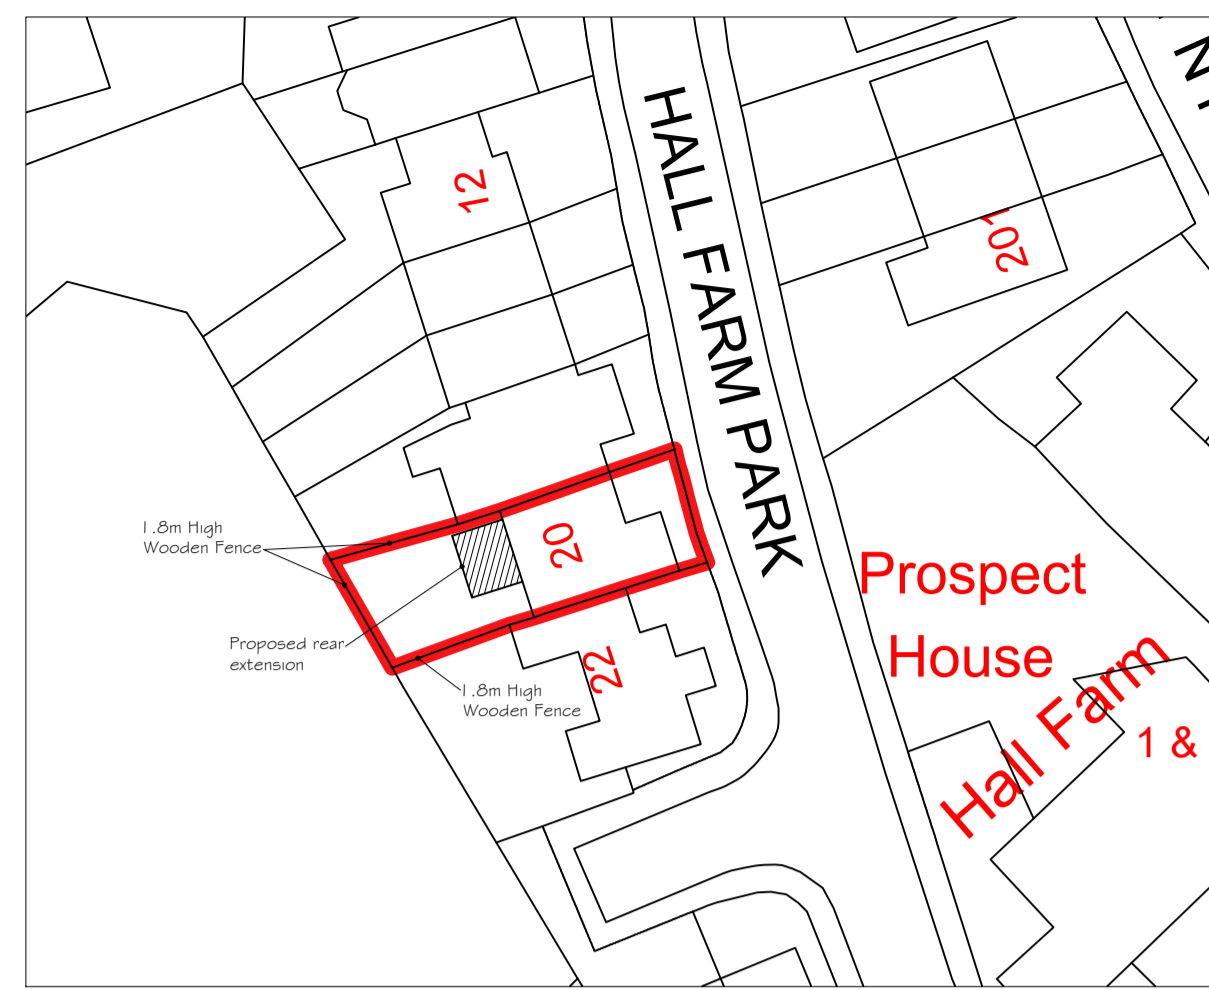 HALL FARM PARK
12
201
20
22
1.8m High
Wooden Fence
Proposed rear
extension
1.8m High
Wooden Fence
Prospect
House
Hall Farm
1 &